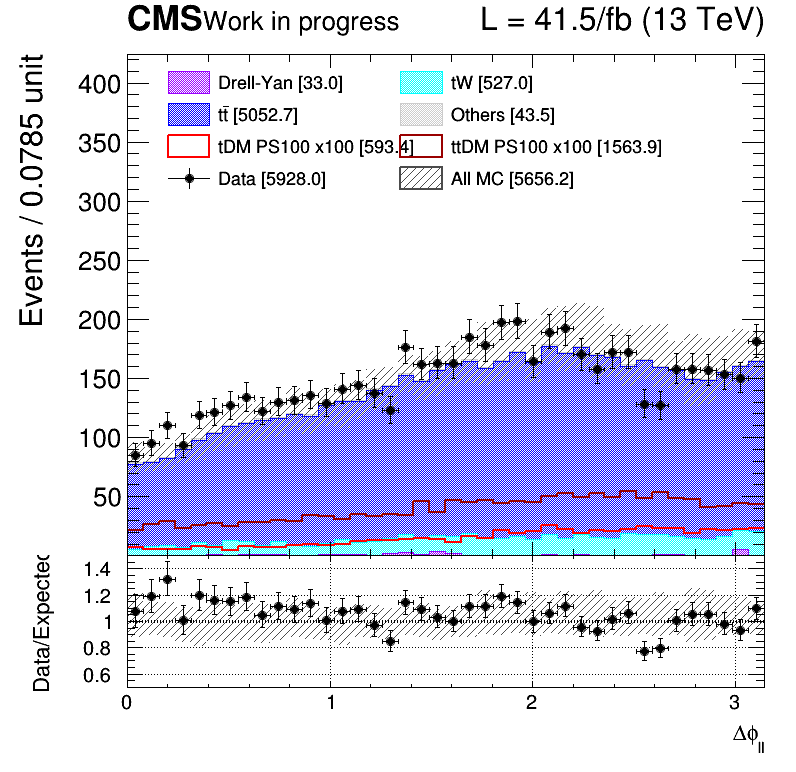 CMS Work in progress L = 41.5/fb (13 TeV)
Events / 0.0785 unit
400
350
300
250
200
150
100
50
Drell-Yan [33.0] tW [527.0]
tt̄ [5052.7] Others [43.5]
tDM PS100 x100 [593.4] ttDM PS100 x100 [1563.9]
Data [5928.0] All MC [5656.2]
Data/Expected
1.4
1.2
1
0.8
0.6
0 1 2 3
Δϕll